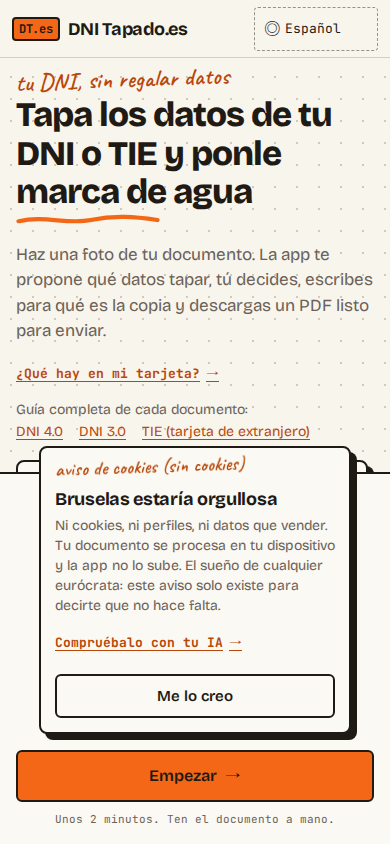 DT.es DNI Tapado.es
Español
tu DNI, sin regalar datos
Tapa los datos de tu
DNI o TIE y ponle
marca de agua
Haz una foto de tu documento. La app te
propone qué datos tapar, tú decides, escribes
para qué es la copia y descargas un PDF listo
para enviar.
¿Qué hay en mi tarjeta? →
Guía completa de cada documento:
DNI 4.0 DNI 3.0 TIE (tarjeta de extranjero)
aviso de cookies (sin cookies)
Bruselas estaría orgullosa
Ni cookies, ni perfiles, ni datos que vender.
Tu documento se procesa en tu dispositivo
y la app no lo sube. El sueño de cualquier
eurócrata: este aviso solo existe para
decirte que no hace falta.
Compruébalo con tu IA →
Me lo creo
Empezar →
Unos 2 minutos. Ten el documento a mano.